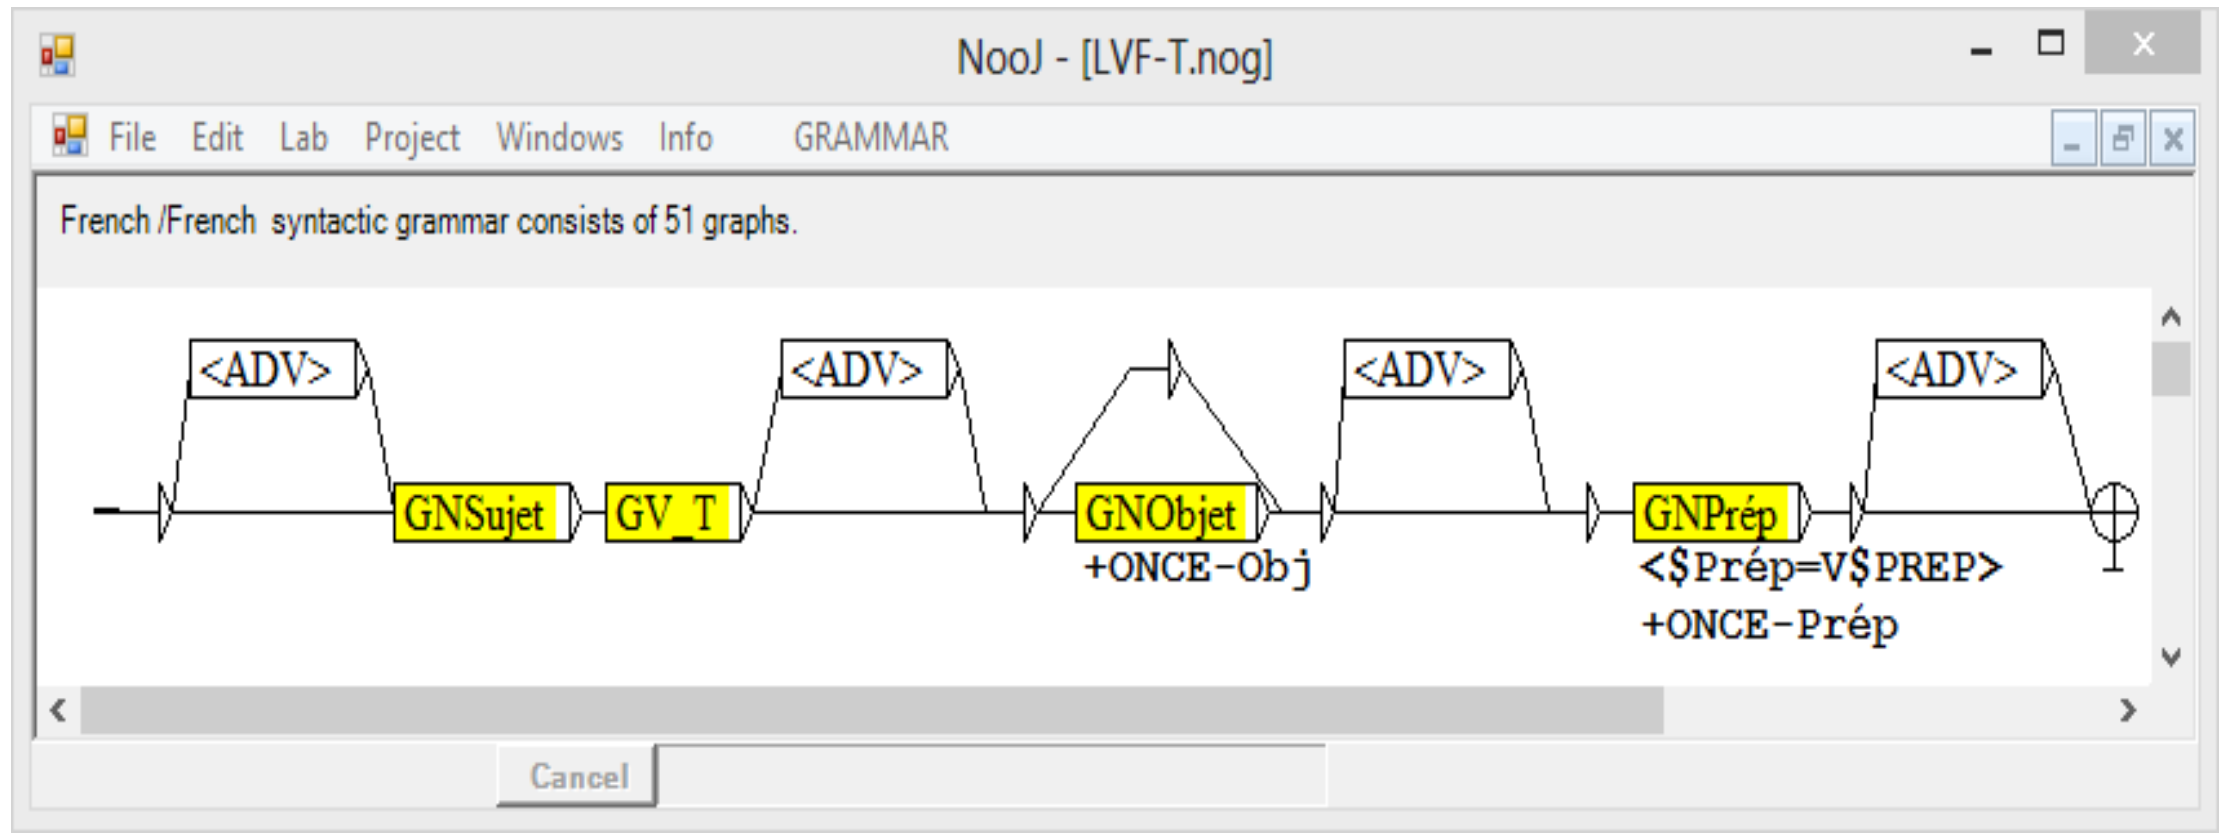 NooJ - [LVF-T.nog]
File Edit Lab Project Windows Info GRAMMAR
French /French syntactic grammar consists of 51 graphs.
<ADV> <ADV> <ADV> <ADV>
GNSujet GV_T GNObjet GNPrép
+ONCE-Obj <$Prép=V$PREP>
+ONCE-Prép
Cancel